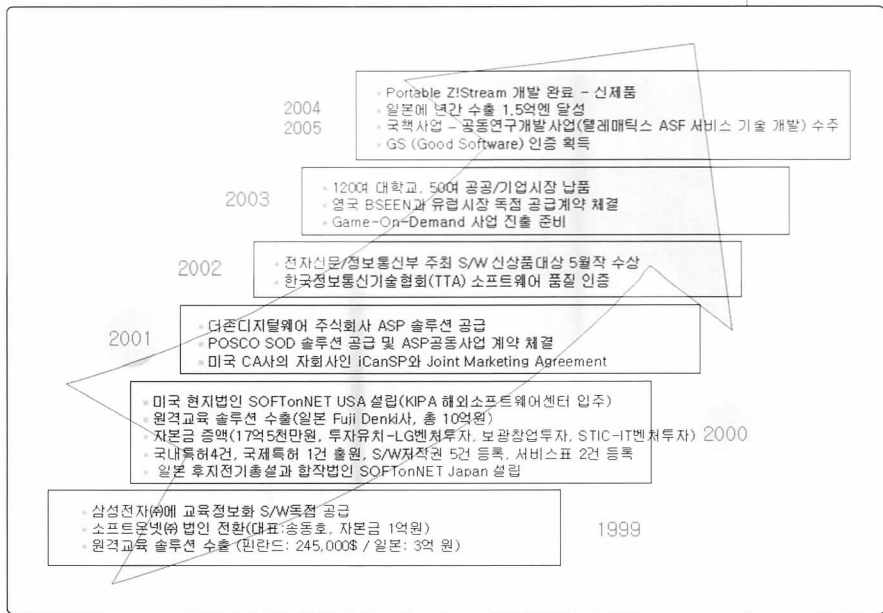 2004
2005
◦ Portable Z!Stream 개발 완료 - 신제품
◦ 일본에 년간 수출 1.5억엔 달성
◦ 국책사업 - 공동연구개발사업(텔레매틱스 ASF 서비스 기술 개발) 수주
◦ GS (Good Software) 인증 획득
2003
◦ 120여 대학교, 50여 공공/기업시장 납품
◦ 영국 BSEEN과 유럽시장 독점 공급계약 체결
◦ Game-On-Demand 사업 진출 준비
2002
◦ 전자신문/정보통신부 주최 S/W 신상품대상 5월작 수상
◦ 한국정보통신기술협회(TTA) 소프트웨어 품질 인증
2001
◦ 더존디지털웨어 주식회사 ASP 솔루션 공급
◦ POSCO SOD 솔루션 공급 및 ASP공동사업 계약 체결
◦ 미국 CA사의 자회사인 iCanSP와 Joint Marketing Agreement
◦ 미국 현지법인 SOFTonNET USA 설립(KIPA 해외소프트웨어센터 입주)
◦ 원격교육 솔루션 수출(일본 Fuji Denki사, 총 10억원)
◦ 자본금 증액(17억5천만원, 투자유치-LG벤처투자, 보광창업투자, STIC-IT벤처투자)
◦ 국내특허4건, 국제특허 1건 출원, S/W저작권 5건 등록, 서비스표 2건 등록
◦ 일본 후지전기총설과 합작법인 SOFTonNET Japan 설립
2000
◦ 삼성전자㈜에 교육정보화 S/W독점 공급
◦ 소프트온넷㈜ 법인 전환(대표:송동호, 자본금 1억원)
◦ 원격교육 솔루션 수출 (핀란드: 245,000$ / 일본: 3억 원)
1999